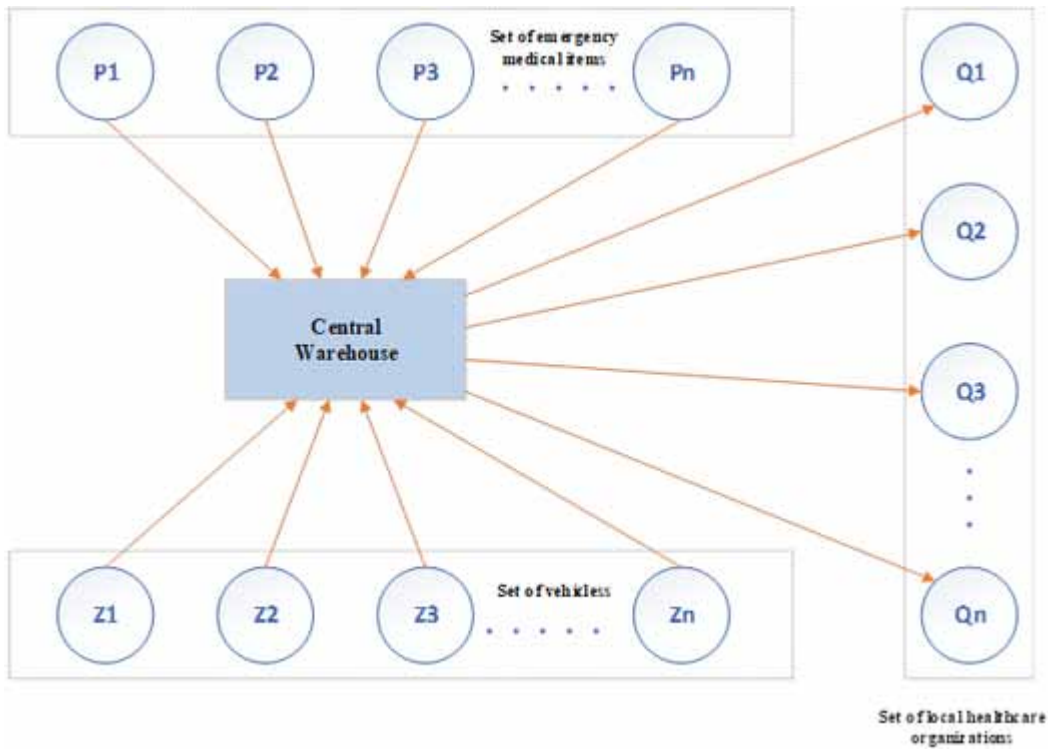 P1
P2
P3
Set of emergency
medical items
Pn
Q1
Q2
Central
Warehouse
Q3
Z1
Z2
Z3
Set of vehicless
Zn
Qn
Set of local healthcare
organizations